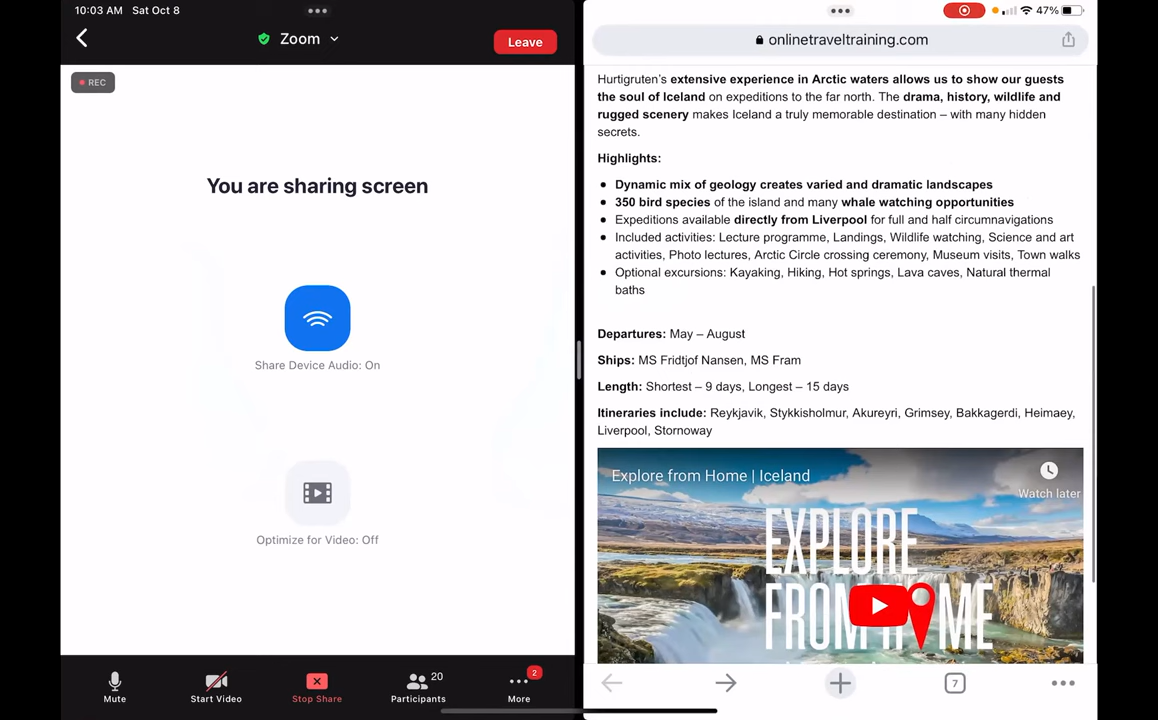 10:03 AM Sat Oct 8
Zoom
Leave
REC
You are sharing screen
Share Device Audio: On
Optimize for Video: Off
Mute
Start Video
Stop Share
20
Participants
2
More
47%
onlinetraveltraining.com
Hurtigruten's extensive experience in Arctic waters allows us to show our guests
the soul of Iceland on expeditions to the far north. The drama, history, wildlife and
rugged scenery makes Iceland a truly memorable destination – with many hidden
secrets.
Highlights:
• Dynamic mix of geology creates varied and dramatic landscapes
• 350 bird species of the island and many whale watching opportunities
• Expeditions available directly from Liverpool for full and half circumnavigations
• Included activities: Lecture programme, Landings, Wildlife watching, Science and art
activities, Photo lectures, Arctic Circle crossing ceremony, Museum visits, Town walks
• Optional excursions: Kayaking, Hiking, Hot springs, Lava caves, Natural thermal
baths
Departures: May – August
Ships: MS Fridtjof Nansen, MS Fram
Length: Shortest – 9 days, Longest – 15 days
Itineraries include: Reykjavik, Stykkisholmur, Akureyri, Grimsey, Bakkagerdi, Heimaey,
Liverpool, Stornoway
Explore from Home | Iceland
Watch later
EXPLORE
FROM HOME
7